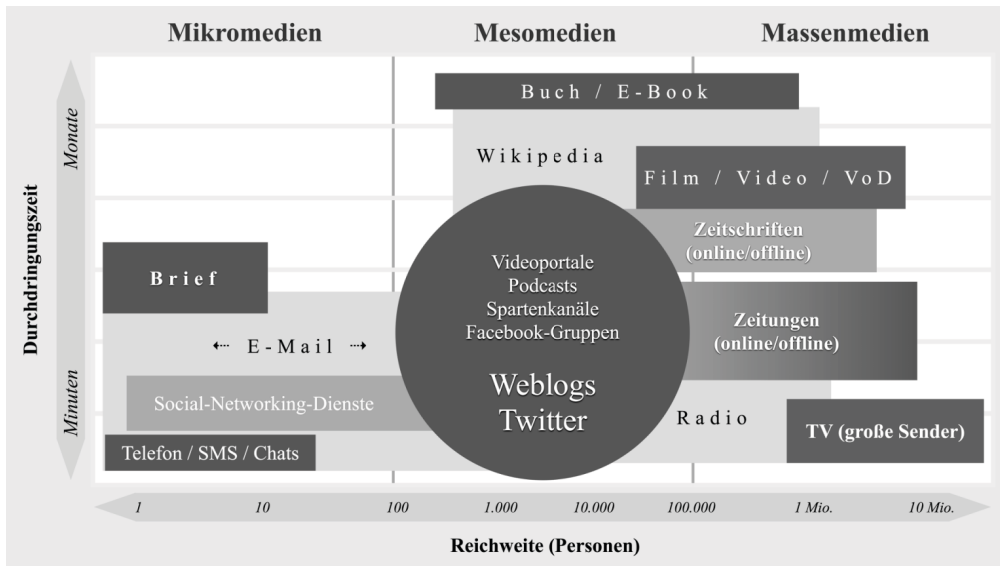 Mikromedien
Mesomedien
Massenmedien
Durchdringungszeit
Monate
Minuten
Buch / E-Book
Wikipedia
Film / Video / VoD
Zeitschriften
(online/offline)
Brief
Videoportale
Podcasts
Spartenkanäle
Facebook-Gruppen
Weblogs
Twitter
Zeitungen
(online/offline)
E-Mail
Social-Networking-Dienste
Radio
TV (große Sender)
Telefon / SMS / Chats
1 10 100 1.000 10.000 100.000 1 Mio. 10 Mio.
Reichweite (Personen)